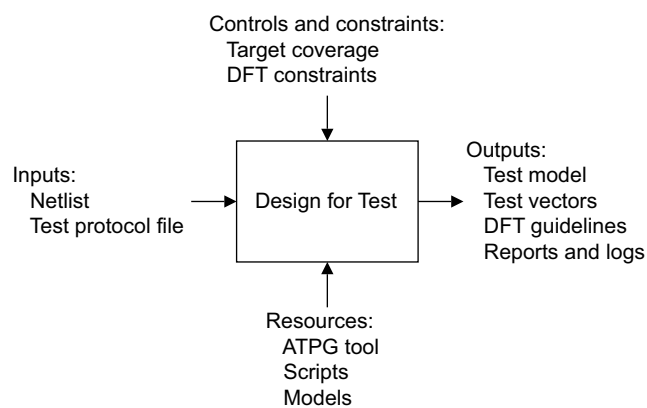 Controls and constraints:
Target coverage
DFT constraints
Inputs:
Netlist
Test protocol file
Design for Test
Outputs:
Test model
Test vectors
DFT guidelines
Reports and logs
Resources:
ATPG tool
Scripts
Models